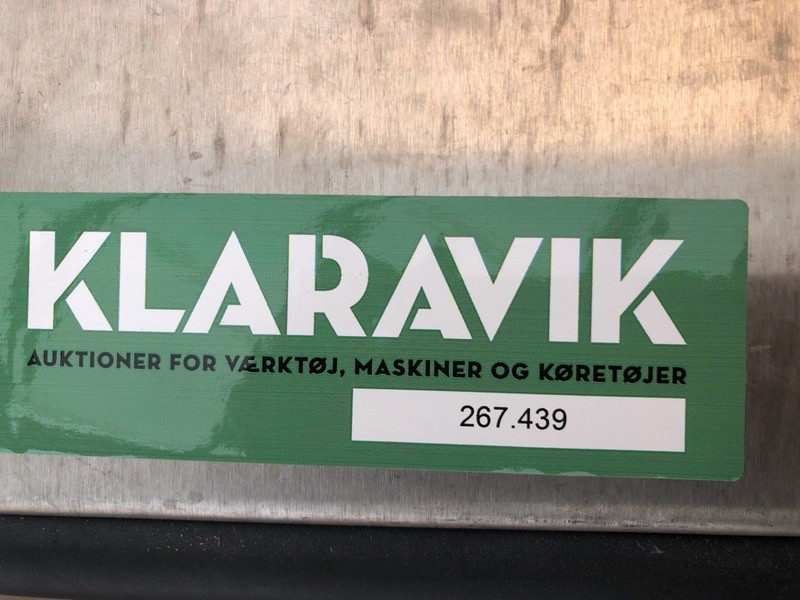 KLARAVIK
AUKTIONER FOR VÆRKTØJ, MASKINER OG KØRETØJER
267.439